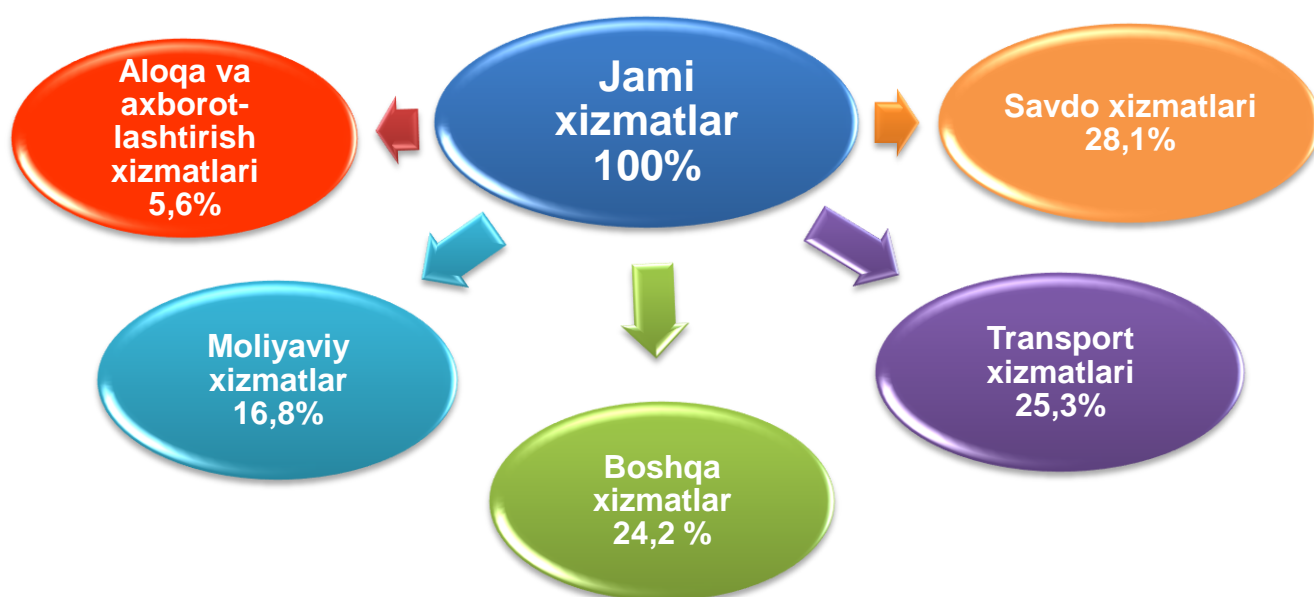 Aloqa va
axborot-
lashtirish
xizmatlari
5,6%
Jami
xizmatlar
100%
Savdo xizmatlari
28,1%
Moliyaviy
xizmatlar
16,8%
Boshqa
xizmatlar
24,2 %
Transport
xizmatlari
25,3%